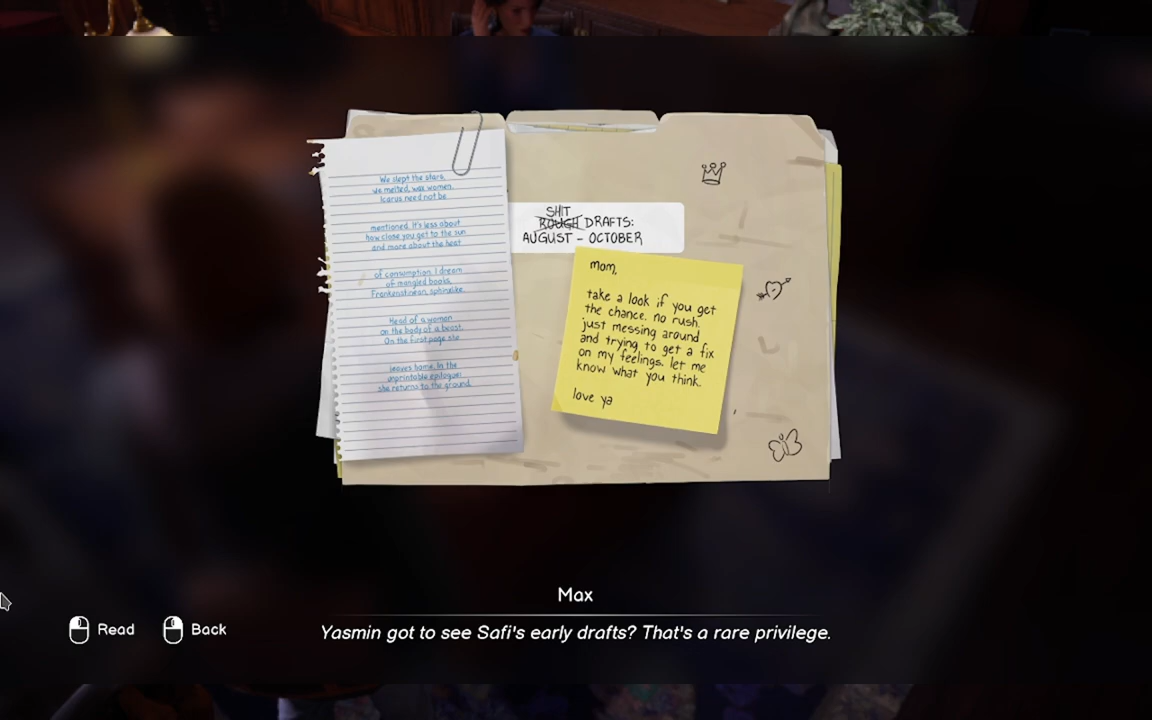 We slept the stars,
we melted, wax women.
Icarus need not be
mentioned. It's less about
how close you get to the sun
and more about the heat
of consumption. I dream
of mangled books,
Frankensteinian, sphinxlike.
Head of a woman
on the body of a beast.
On the first page she
leaves home. In the
unprintable epilogue:
she returns to the ground.
SHIT
ROUGH DRAFTS:
AUGUST - OCTOBER
mom,
take a look if you get
the chance. no rush.
just messing around
and trying to get a fix
on my feelings. let me
know what you think.
love ya
Max
Read
Back
Yasmin got to see Safi's early drafts? That's a rare privilege.